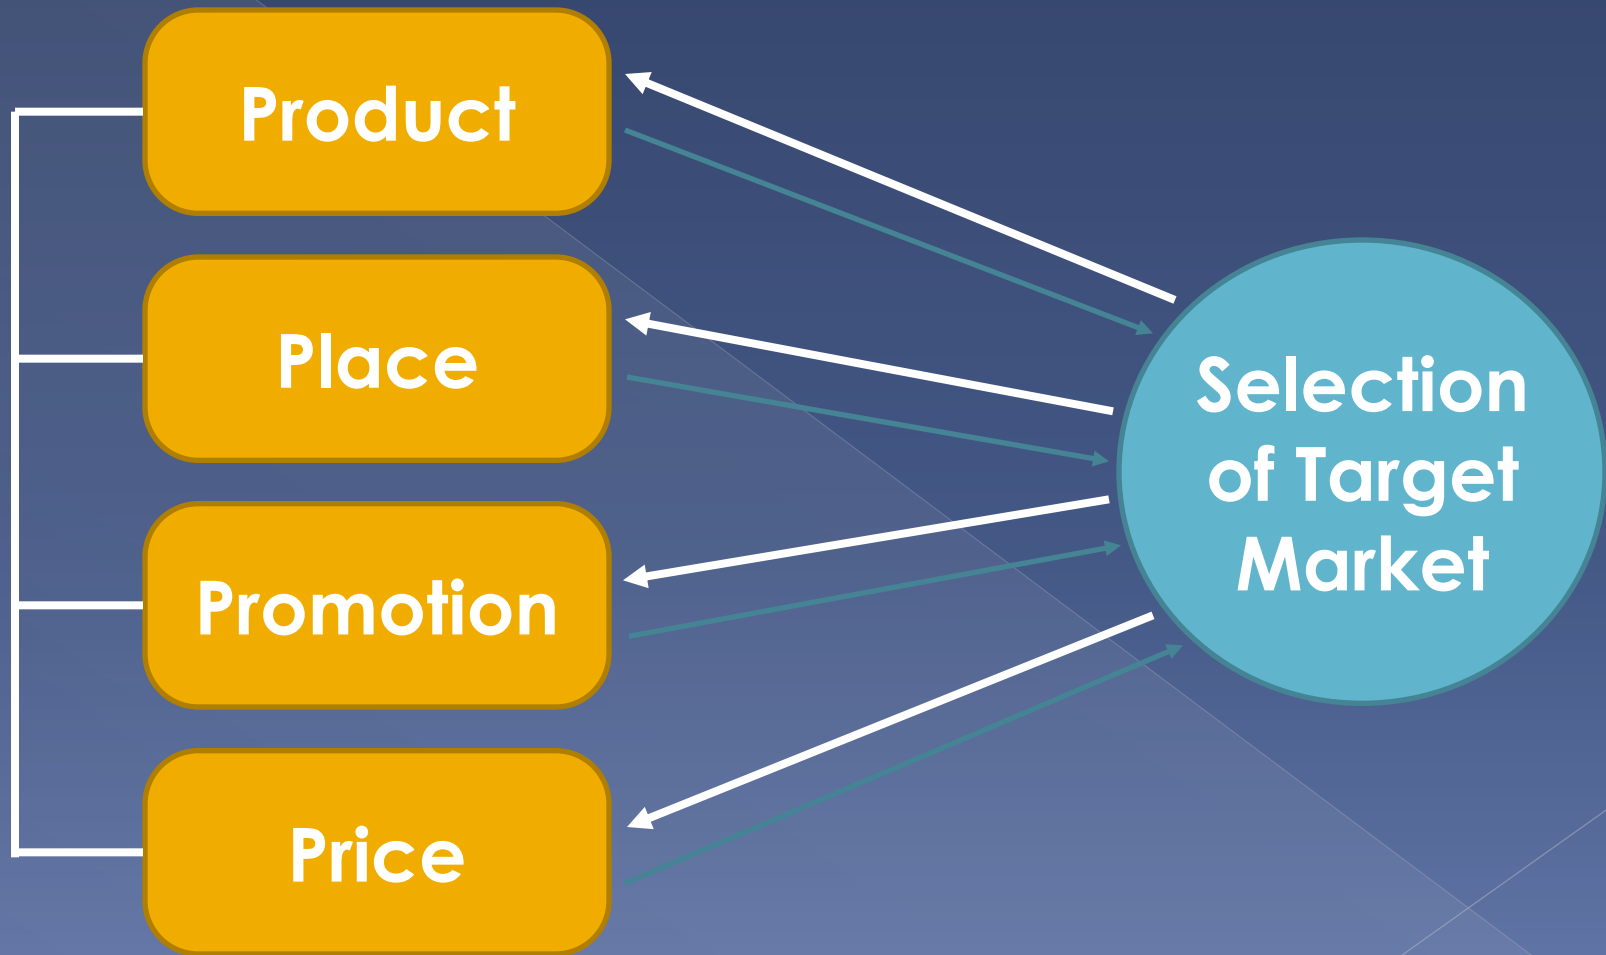 Product
Place
Promotion
Price
Selection
of Target
Market